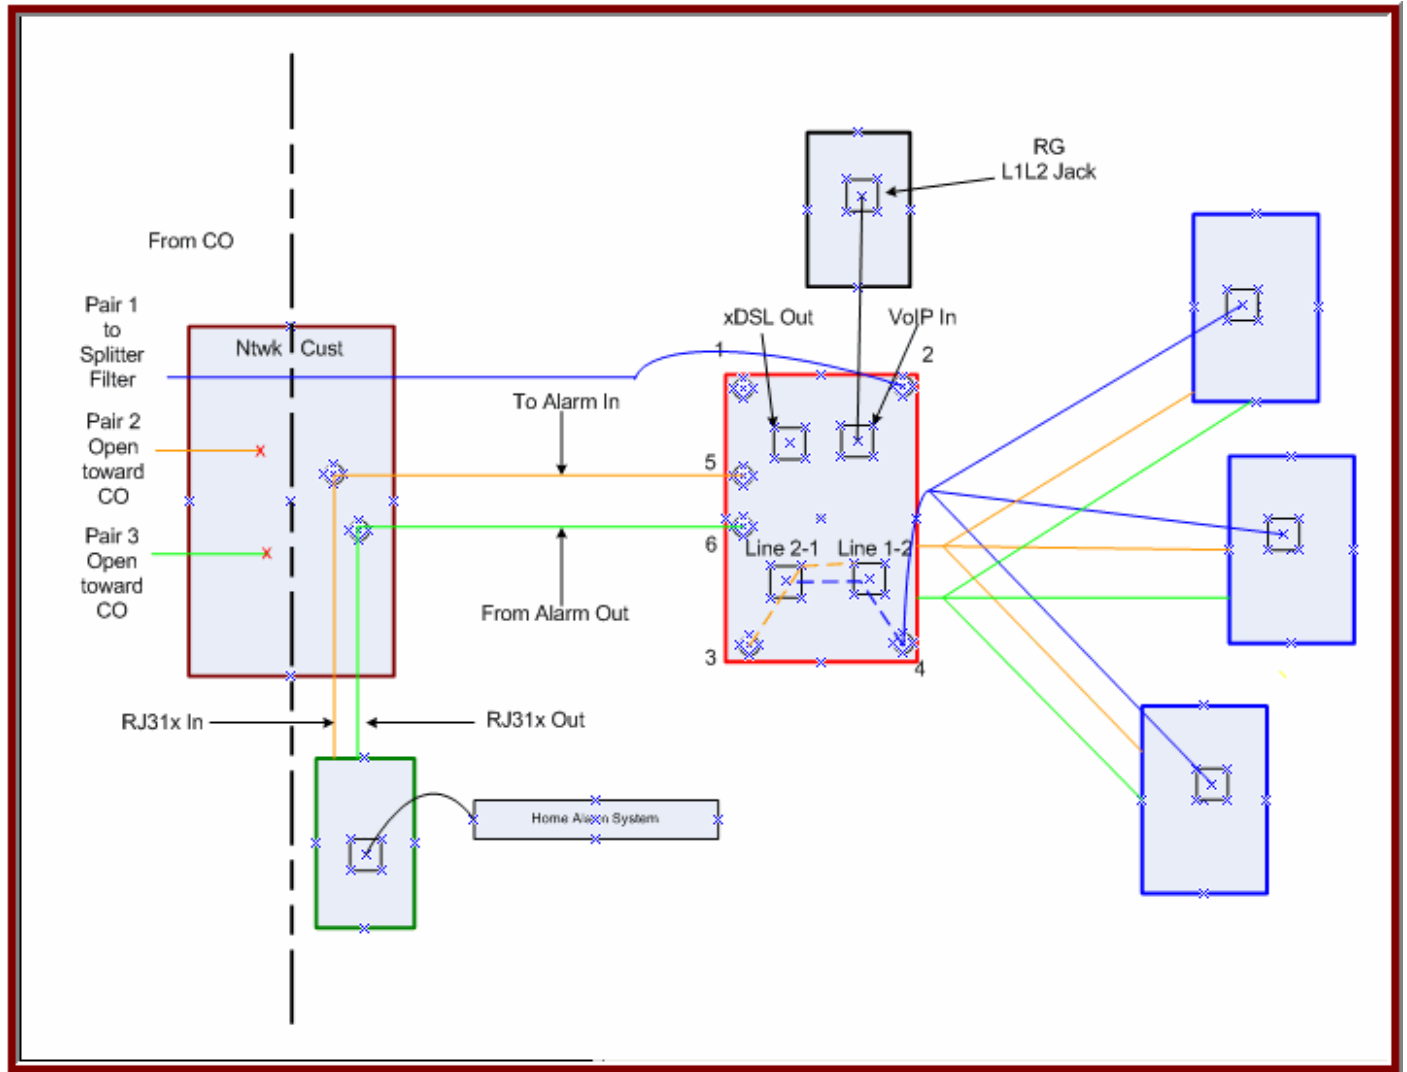 RG
L1L2 Jack
From CO
Pair 1
to
Splitter
Filter
xDSL Out
VoIP In
Ntwk
Cust
1
2
To Alarm In
Pair 2
Open
toward
CO
5
Pair 3
Open
toward
CO
6
Line 2-1
Line 1-2
From Alarm Out
3
4
RJ31x In
RJ31x Out
Home Alarm System